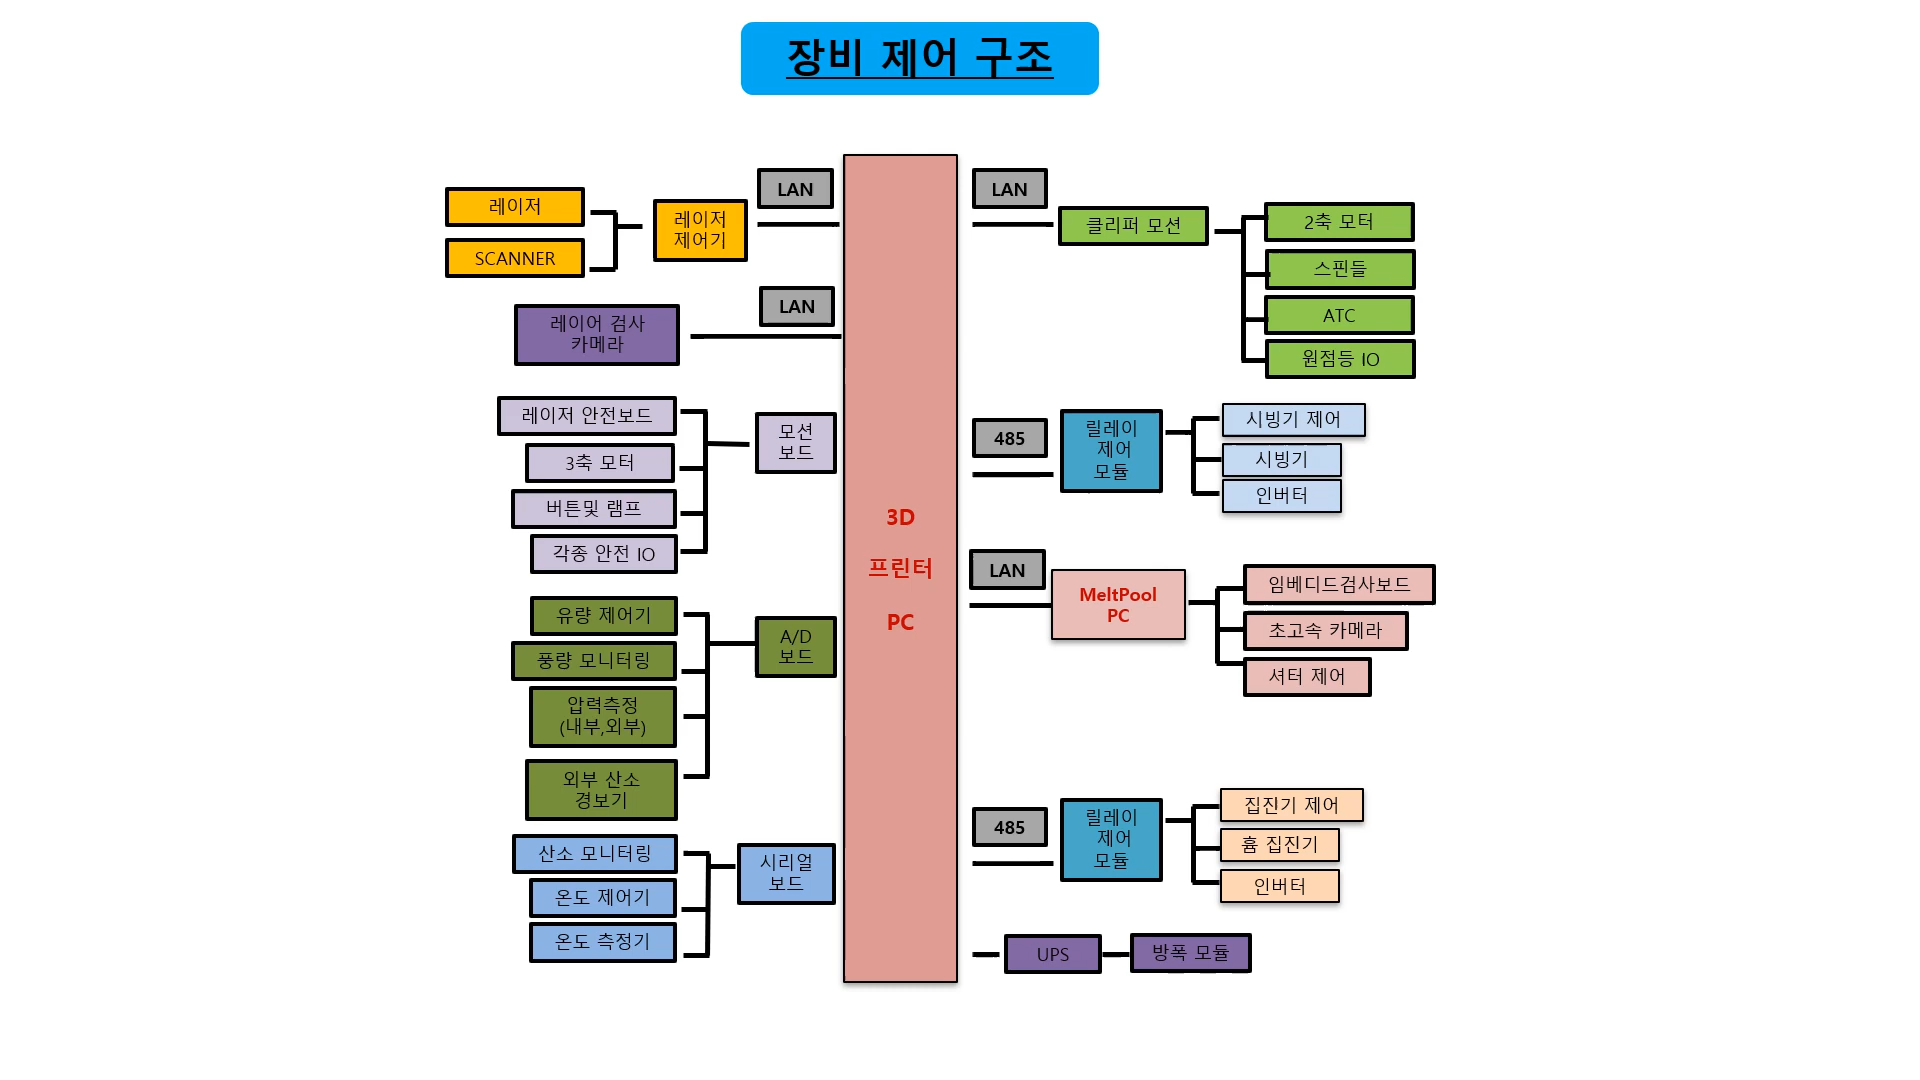 장비 제어 구조
LAN
레이저
SCANNER
레이저
제어기
LAN
레이어 검사
카메라
레이저 안전보드
3축 모터
버튼및 램프
각종 안전 IO
모션
보드
유량 제어기
풍량 모니터링
압력측정
(내부,외부)
외부 산소
경보기
A/D
보드
산소 모니터링
온도 제어기
온도 측정기
시리얼
보드
3D
프린터
PC
LAN
클리퍼 모션
2축 모터
스핀들
ATC
원점등 IO
485
릴레이
제어
모듈
시빙기 제어
시빙기
인버터
LAN
MeltPool
PC
임베디드검사보드
초고속 카메라
셔터 제어
485
릴레이
제어
모듈
집진기 제어
흄 집진기
인버터
UPS
방폭 모듈